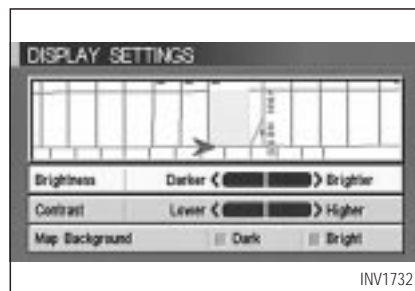 DISPLAY SETTINGS
Brightness Darker Brighter
Contrast Lower Higher
Map Background Dark Bright
INV1732